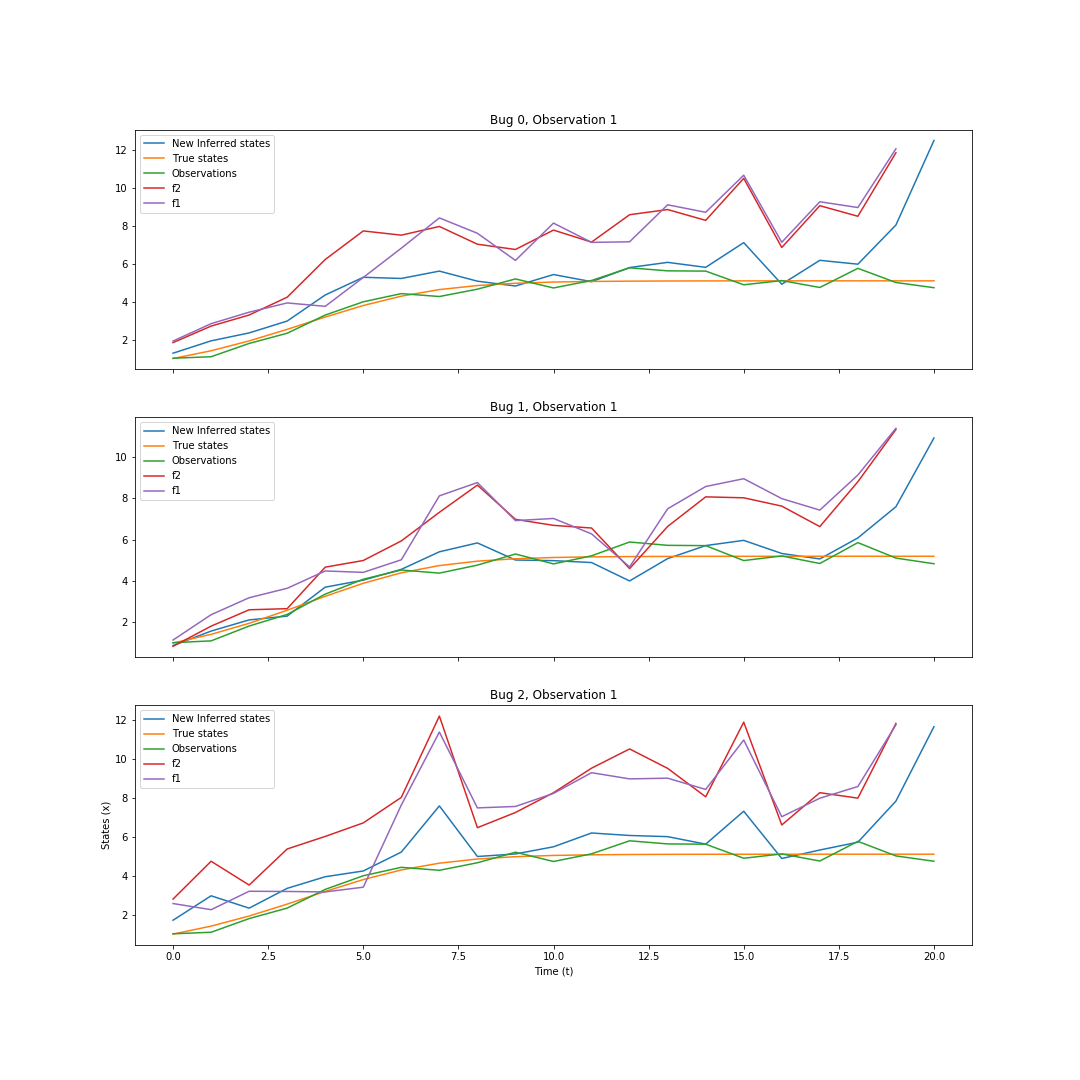 Bug 0, Observation 1
New Inferred states
True states
Observations
f2
f1
12
10
8
6
4
2
Bug 1, Observation 1
New Inferred states
True states
Observations
f2
f1
10
8
6
4
2
Bug 2, Observation 1
New Inferred states
True states
Observations
f2
f1
12
10
8
6
4
2
States (x)
0.0 2.5 5.0 7.5 10.0 12.5 15.0 17.5 20.0
Time (t)